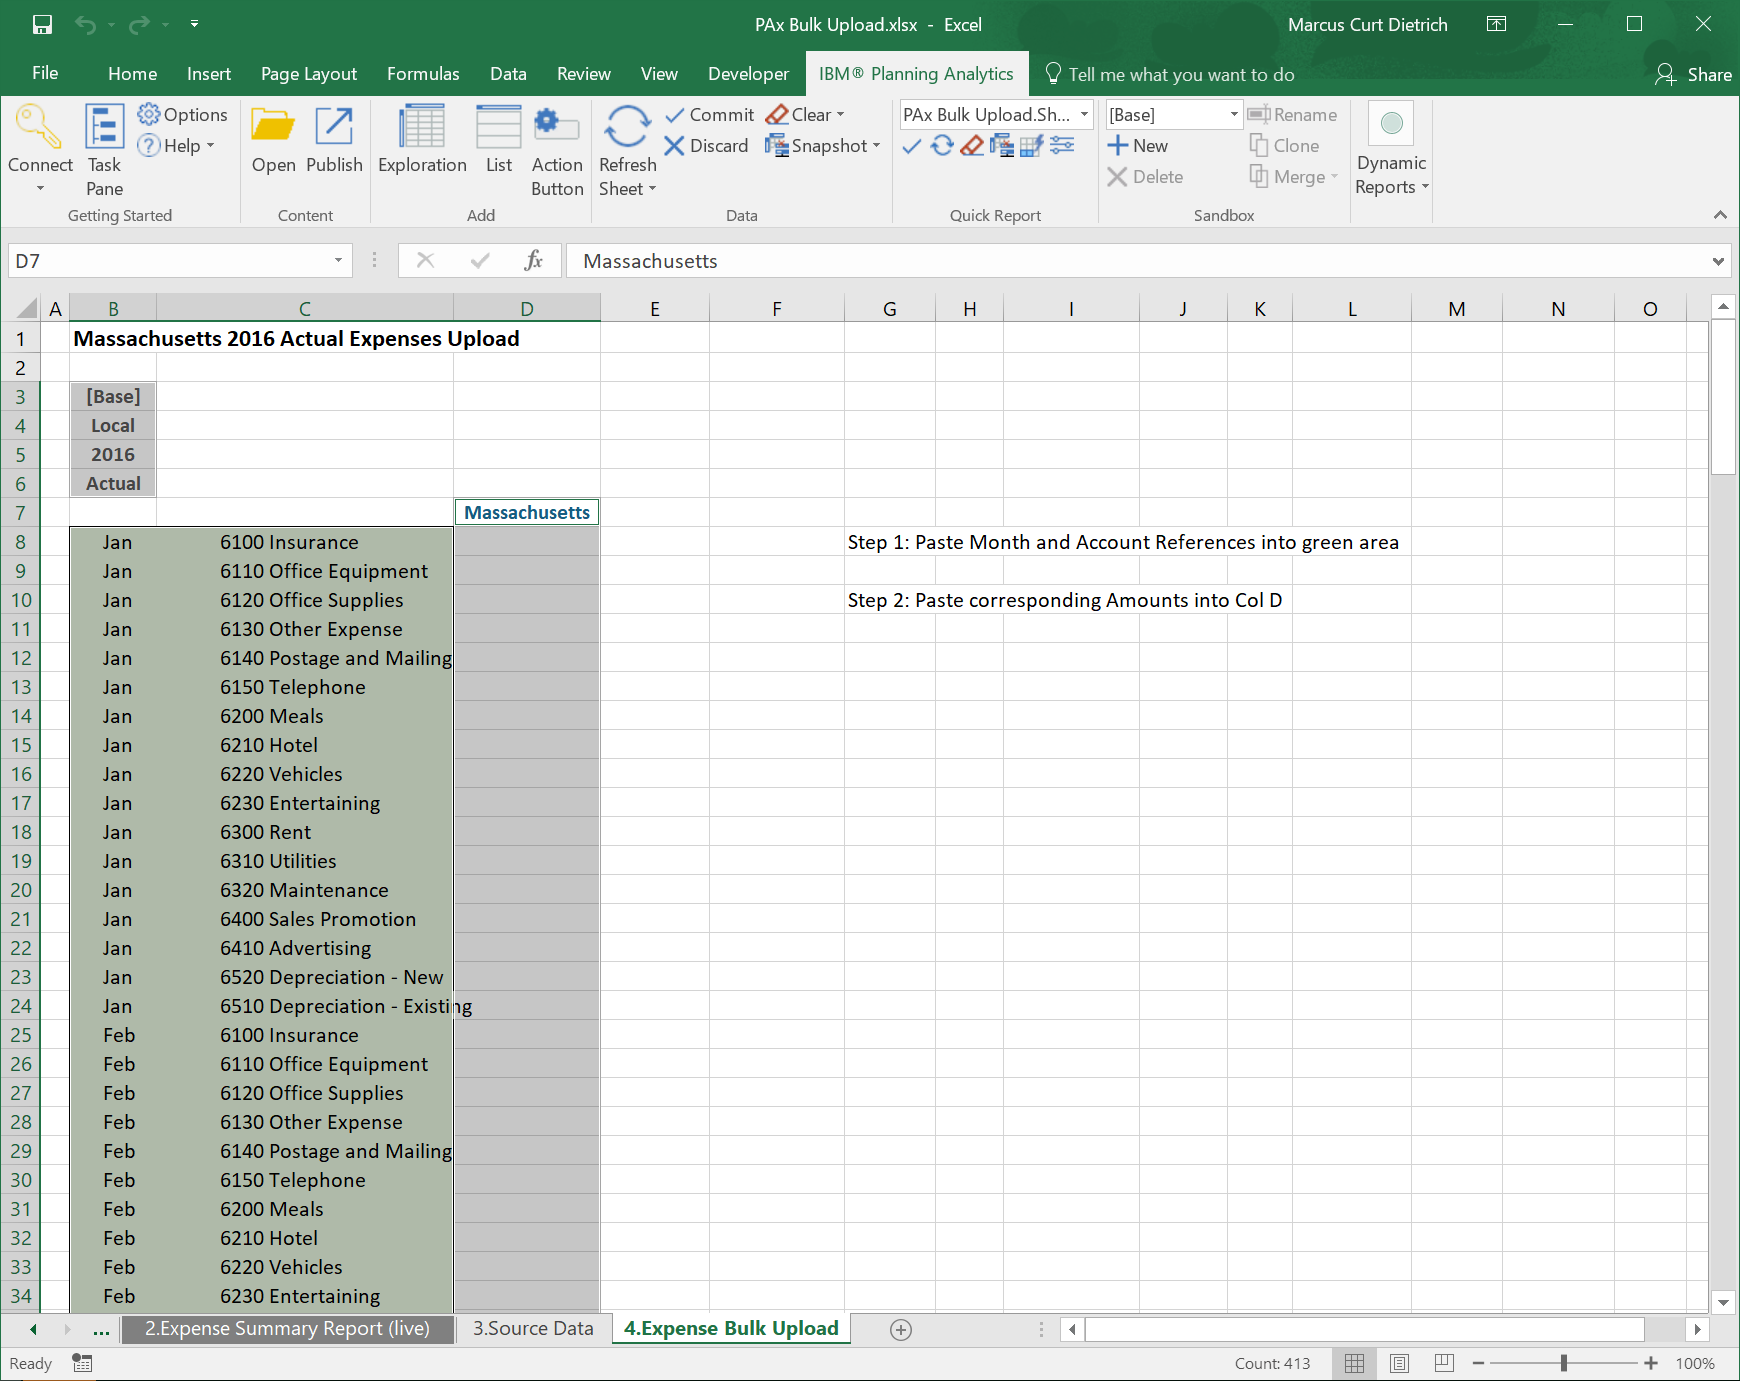 PAx Bulk Upload.xlsx - Excel
Marcus Curt Dietrich
File Home Insert Page Layout Formulas Data Review View Developer IBM® Planning Analytics Tell me what you want to do Share
Connect
Task Pane
Options
Help
Getting Started
Open Publish
Content
Exploration List Action Button
Add
Refresh Sheet
Commit Clear
Discard Snapshot
Data
PAx Bulk Upload.Sh...
Quick Report
[Base] Rename
New Clone
Delete Merge
Sandbox
Dynamic Reports
D7 fx Massachusetts
A B C D E F G H I J K L M N O
1 Massachusetts 2016 Actual Expenses Upload
2
3 [Base]
4 Local
5 2016
6 Actual
7 Massachusetts
8 Jan 6100 Insurance Step 1: Paste Month and Account References into green area
9 Jan 6110 Office Equipment
10 Jan 6120 Office Supplies Step 2: Paste corresponding Amounts into Col D
11 Jan 6130 Other Expense
12 Jan 6140 Postage and Mailing
13 Jan 6150 Telephone
14 Jan 6200 Meals
15 Jan 6210 Hotel
16 Jan 6220 Vehicles
17 Jan 6230 Entertaining
18 Jan 6300 Rent
19 Jan 6310 Utilities
20 Jan 6320 Maintenance
21 Jan 6400 Sales Promotion
22 Jan 6410 Advertising
23 Jan 6520 Depreciation - New
24 Jan 6510 Depreciation - Existing
25 Feb 6100 Insurance
26 Feb 6110 Office Equipment
27 Feb 6120 Office Supplies
28 Feb 6130 Other Expense
29 Feb 6140 Postage and Mailing
30 Feb 6150 Telephone
31 Feb 6200 Meals
32 Feb 6210 Hotel
33 Feb 6220 Vehicles
34 Feb 6230 Entertaining
... 2.Expense Summary Report (live) 3.Source Data 4.Expense Bulk Upload
Ready Count: 413 100%